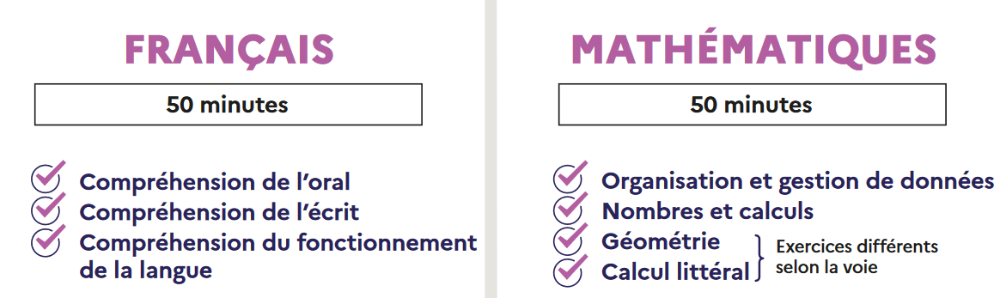 FRANÇAIS
50 minutes
Compréhension de l’oral
Compréhension de l’écrit
Compréhension du fonctionnement
de la langue
MATHÉMATIQUES
50 minutes
Organisation et gestion de données
Nombres et calculs
Géométrie
Calcul littéral
Exercices différents
selon la voie